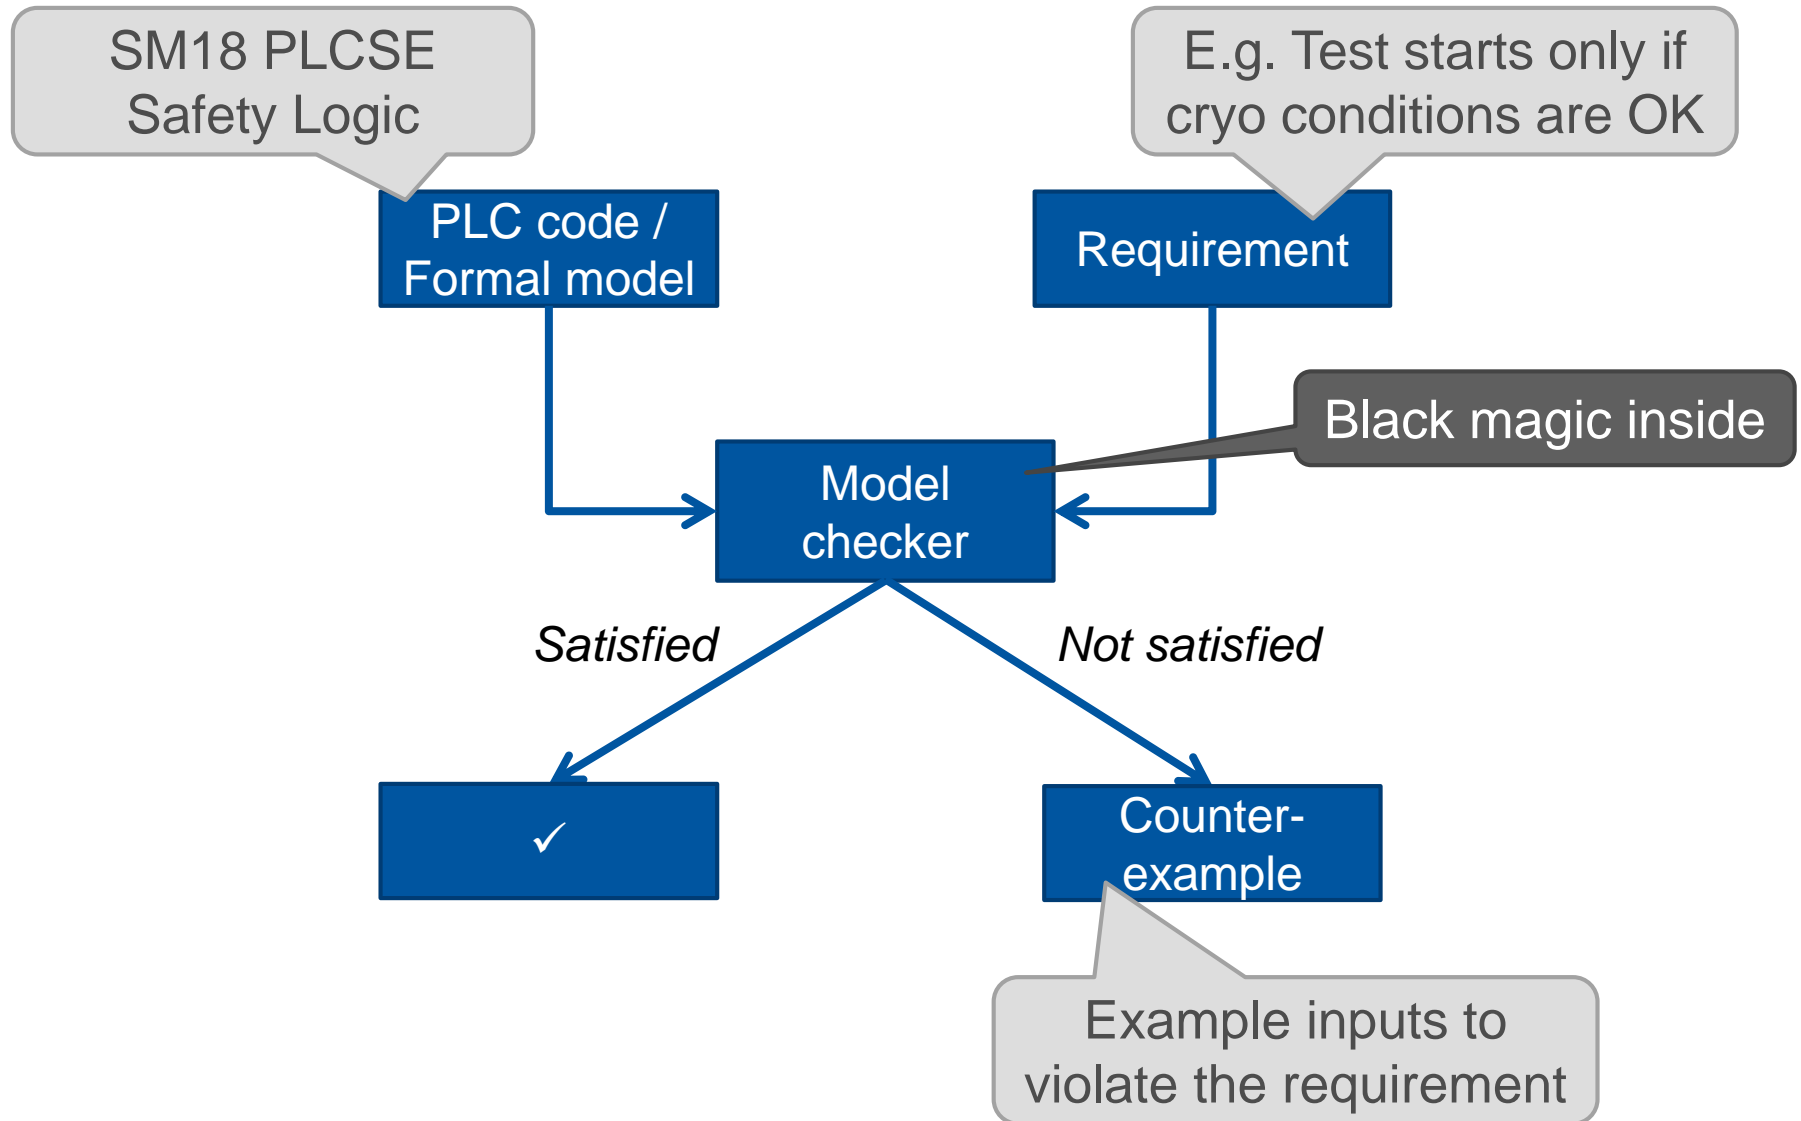 SM18 PLCSE
Safety Logic
E.g. Test starts only if
cryo conditions are OK
PLC code /
Formal model
Requirement
Black magic inside
Model
checker
Satisfied
Not satisfied
✓
Counter-
example
Example inputs to
violate the requirement